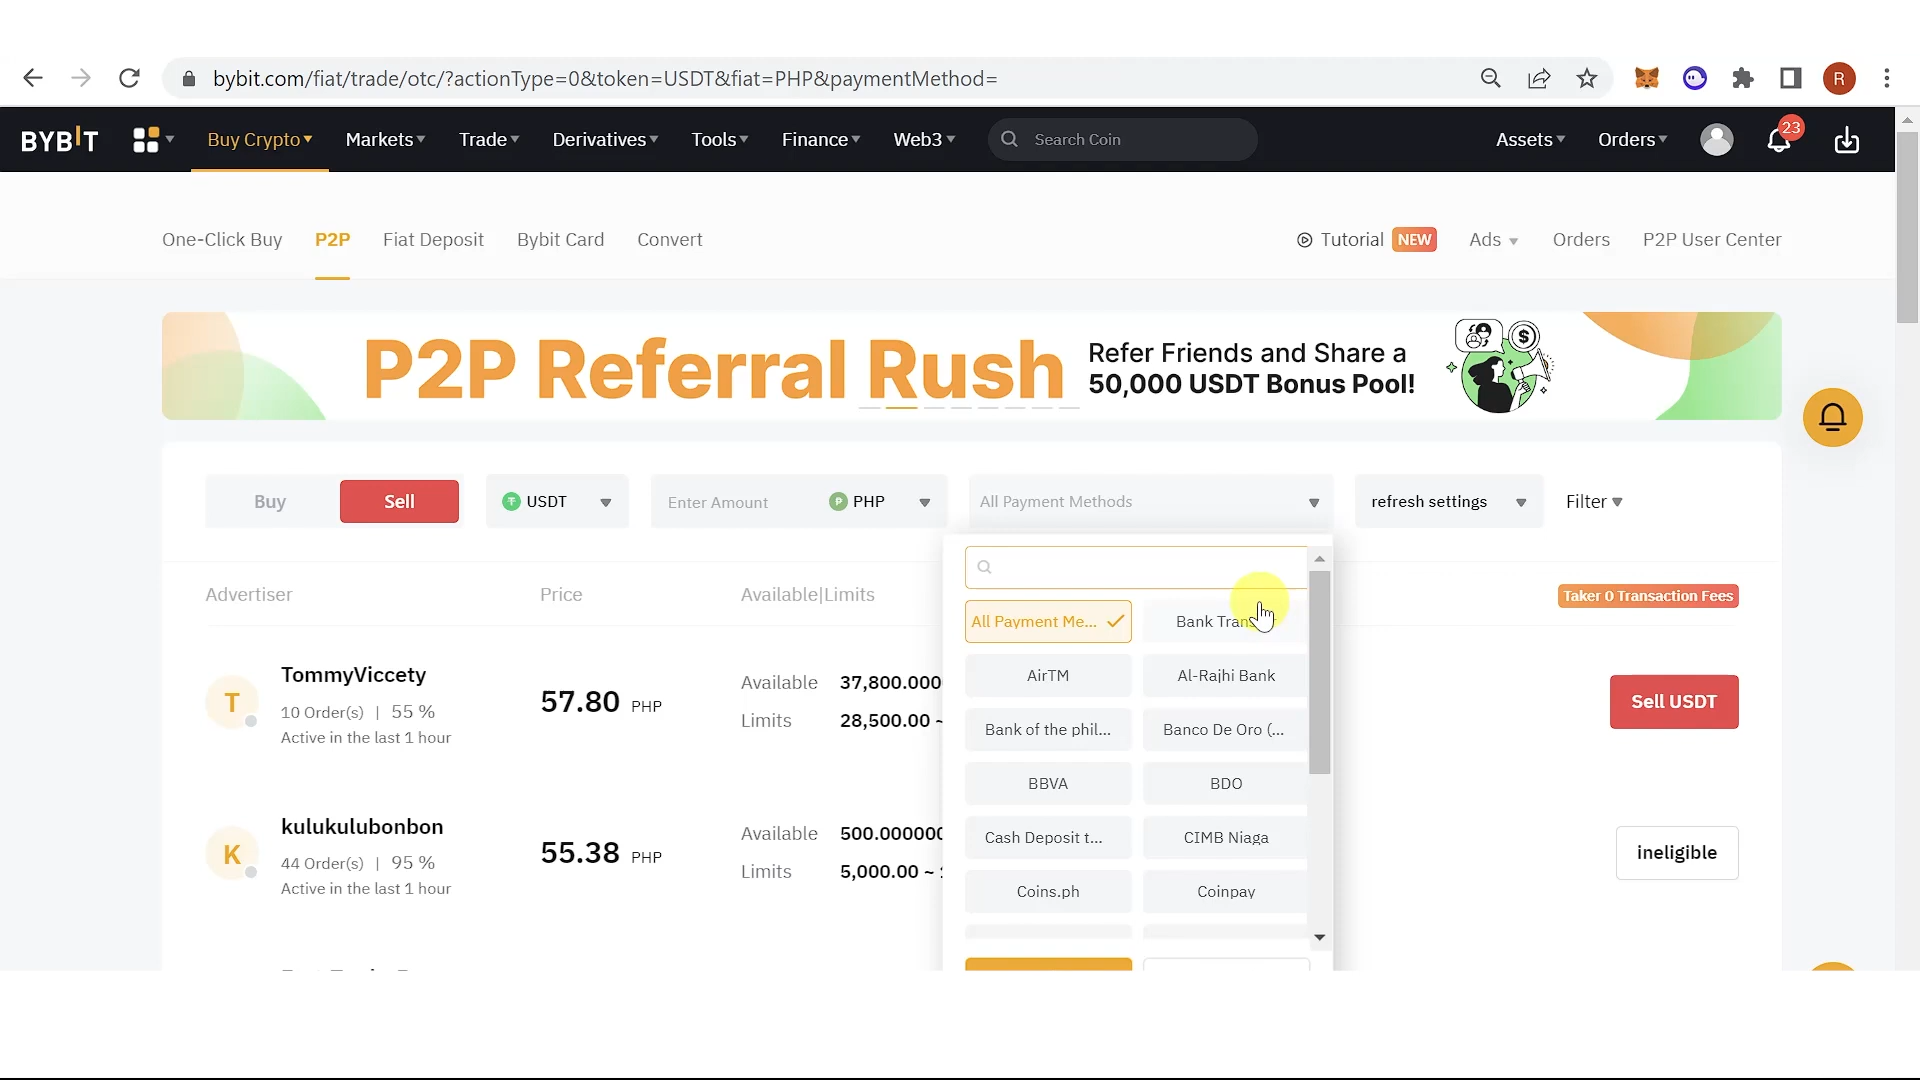 bybit.com/fiat/trade/otc/?actionType=0&token=USDT&fiat=PHP&paymentMethod=
R
BYBIT
Buy Crypto
Markets
Trade
Derivatives
Tools
Finance
Web3
Search Coin
Assets
Orders
23
One-Click Buy
P2P
Fiat Deposit
Bybit Card
Convert
Tutorial NEW
Ads
Orders
P2P User Center
P2P Referral Rush
Refer Friends and Share a
50,000 USDT Bonus Pool!
Buy
Sell
USDT
Enter Amount
PHP
All Payment Methods
refresh settings
Filter
Advertiser
Price
Available|Limits
Taker 0 Transaction Fees
All Payment Me...
Bank
AirTM
Al-Rajhi Bank
Bank of the phil...
Banco De Oro (...
BBVA
BDO
Cash Deposit t...
CIMB Niaga
Coins.ph
Coinpay
T
TommyViccety
10 Order(s) | 55 %
Active in the last 1 hour
57.80 PHP
Available 37,800.000
Limits 28,500.00 ~
Sell USDT
K
kulukulubonbon
44 Order(s) | 95 %
Active in the last 1 hour
55.38 PHP
Available 500.000000
Limits 5,000.00 ~
ineligible